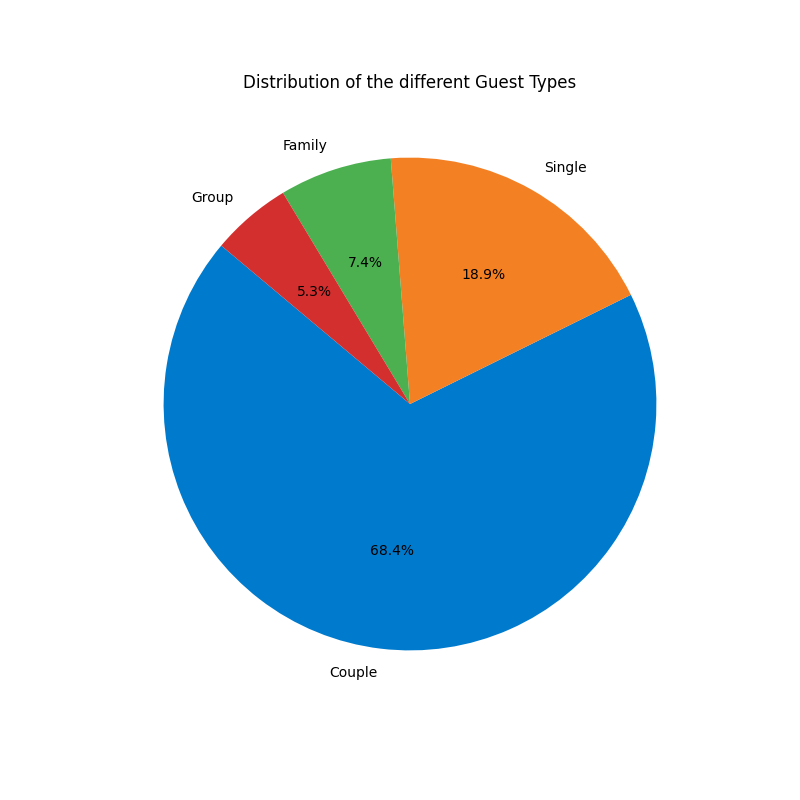 Distribution of the different Guest Types
Family
Single
Group
7.4%
18.9%
5.3%
68.4%
Couple